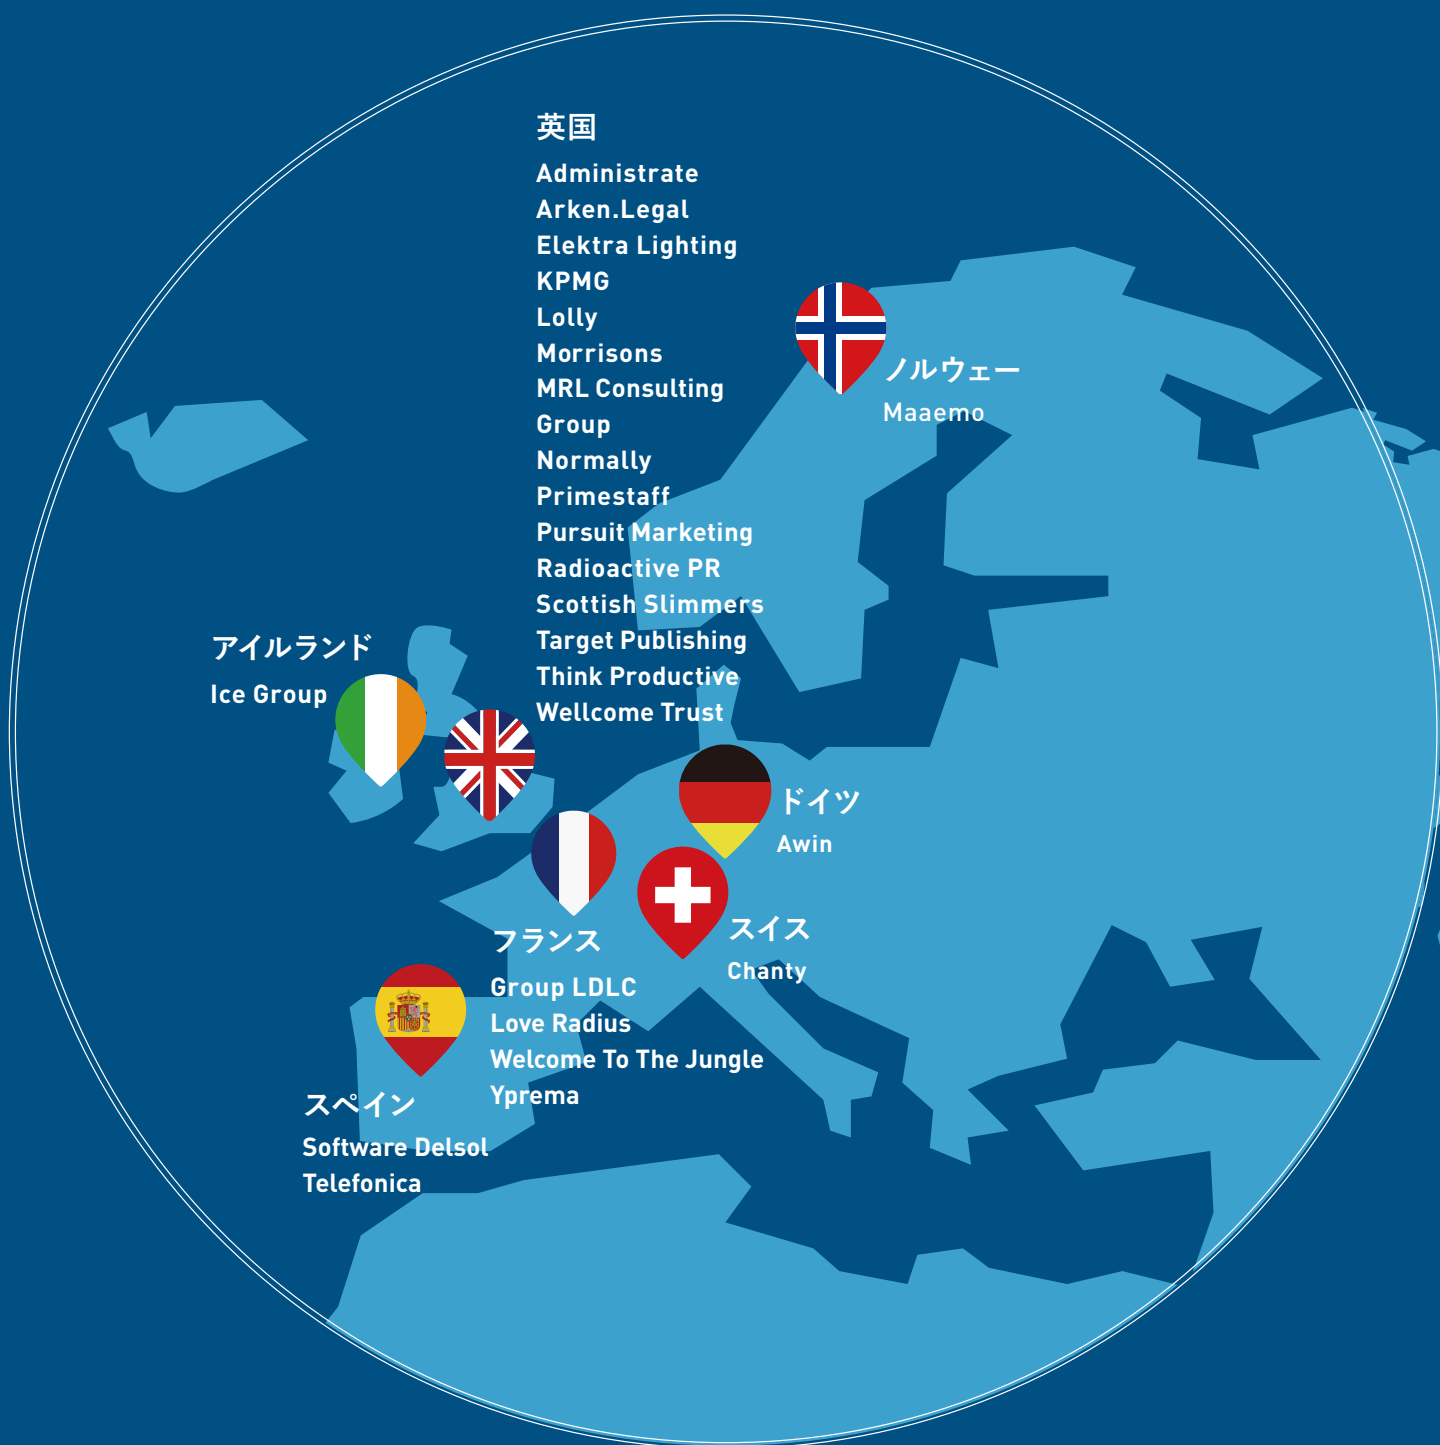 英国
Administrate
Arken.Legal
Elektra Lighting
KPMG
Lolly
Morrisons
MRL Consulting
Group
Normally
Primestaff
Pursuit Marketing
Radioactive PR
Scottish Slimmers
Target Publishing
Think Productive
Wellcome Trust
ノルウェー
Maaemo
アイルランド
Ice Group
ドイツ
Awin
スイス
Chanty
フランス
Group LDLC
Love Radius
Welcome To The Jungle
Yprema
スペイン
Software Delsol
Telefonica